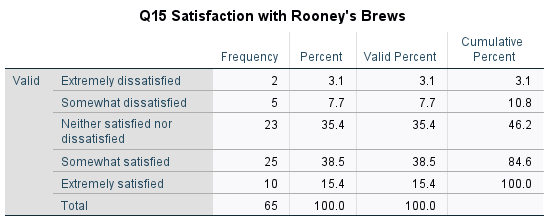 Q15 Satisfaction with Rooney's Brews
Frequency Percent Valid Percent Cumulative Percent
Valid Extremely dissatisfied 2 3.1 3.1 3.1
Somewhat dissatisfied 5 7.7 7.7 10.8
Neither satisfied nor dissatisfied 23 35.4 35.4 46.2
Somewhat satisfied 25 38.5 38.5 84.6
Extremely satisfied 10 15.4 15.4 100.0
Total 65 100.0 100.0